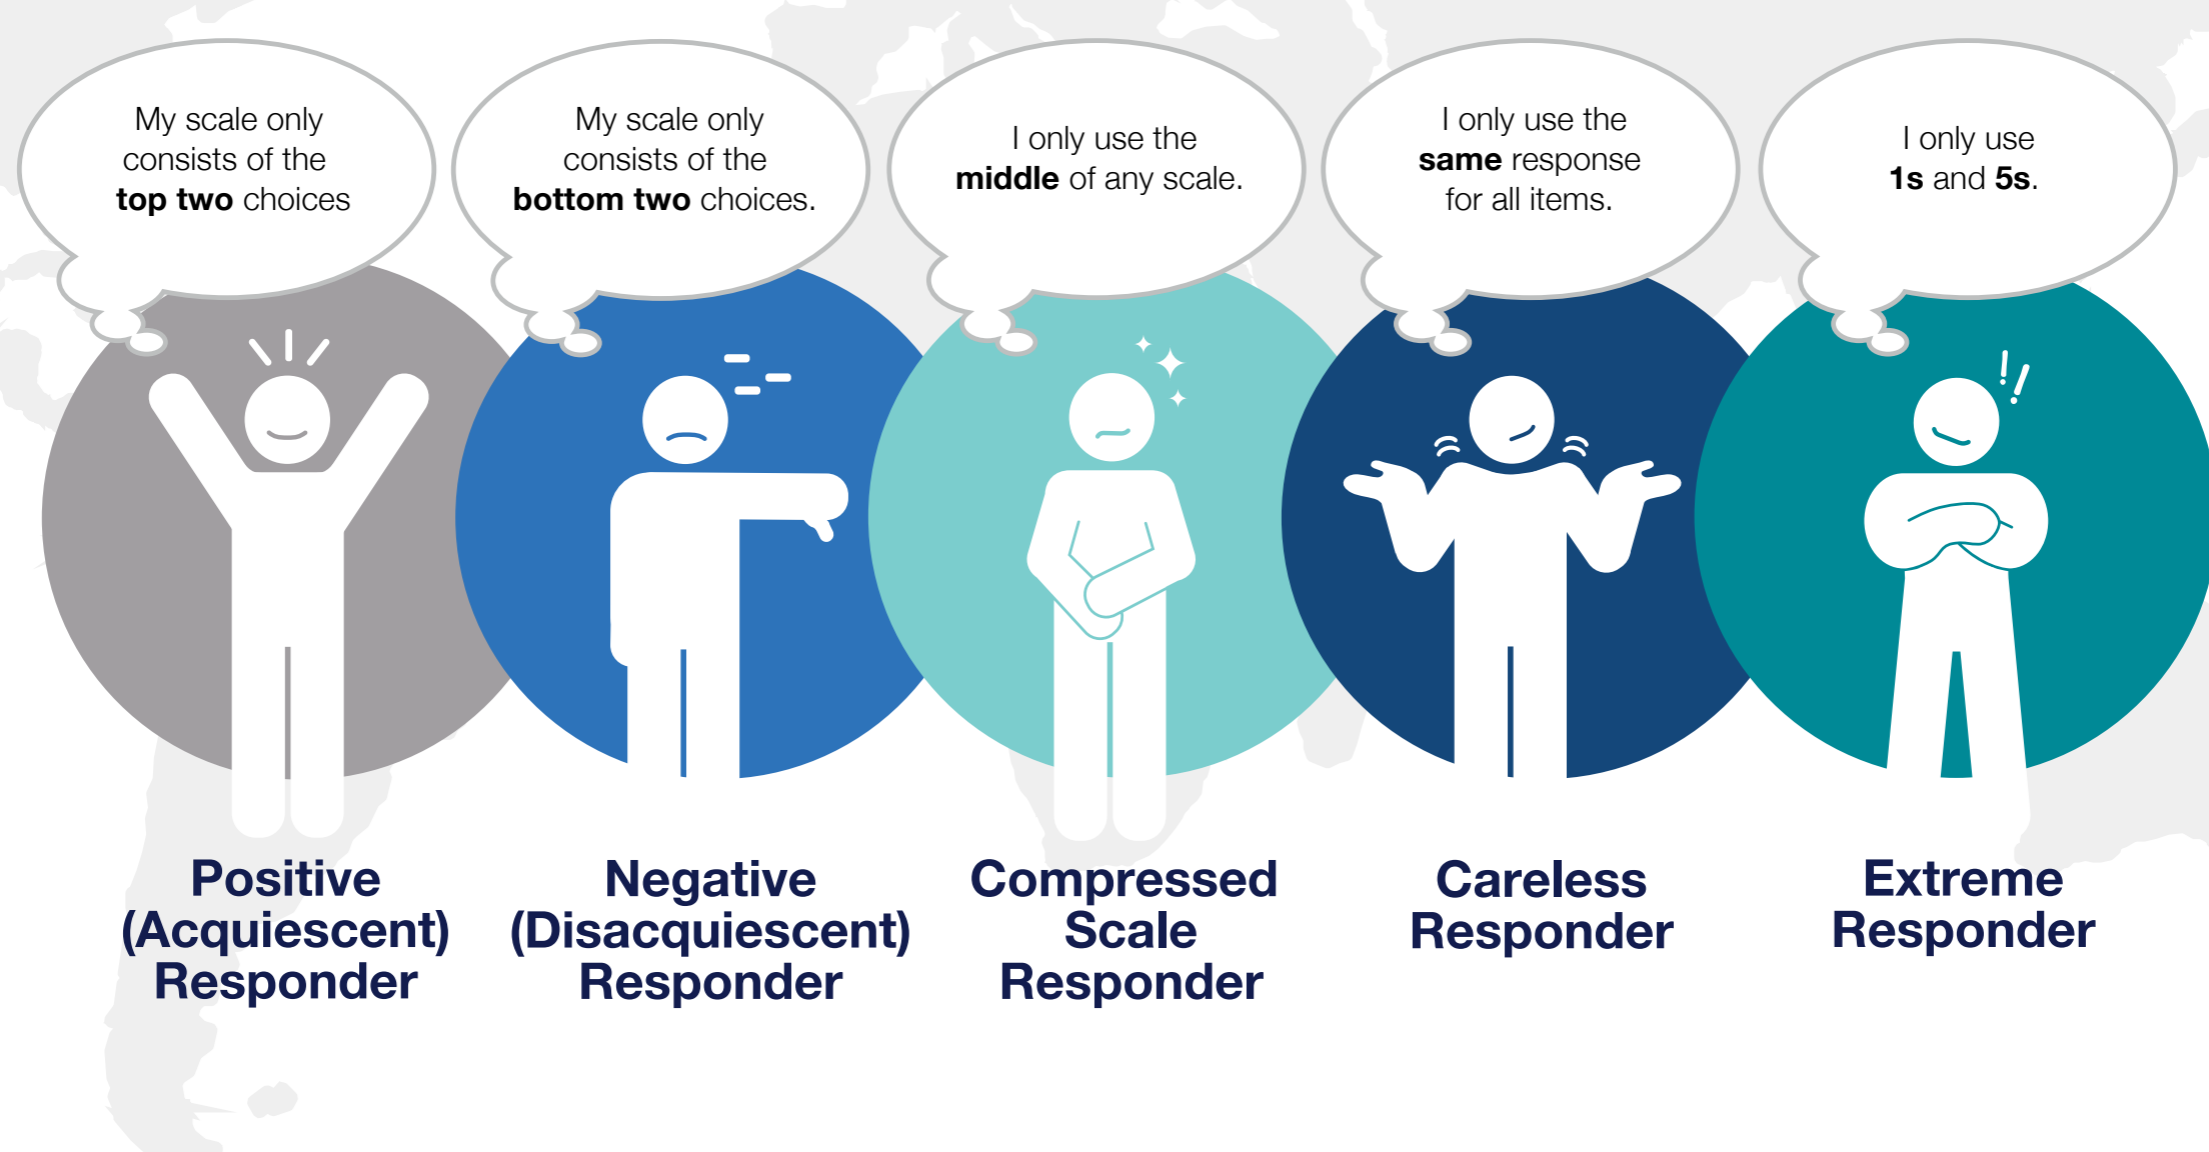 My scale only
consists of the
top two choices
My scale only
consists of the
bottom two choices.
I only use the
middle of any scale.
I only use the
same response
for all items.
I only use
1s and 5s.
Positive
(Acquiescent)
Responder
Negative
(Disacquiescent)
Responder
Compressed
Scale
Responder
Careless
Responder
Extreme
Responder